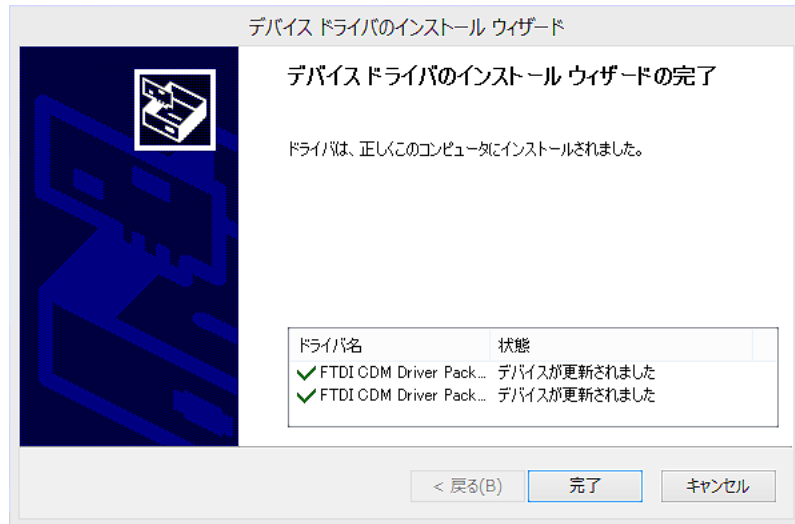 デバイス ドライバのインストール ウィザード
デバイス ドライバのインストール ウィザードの完了
ドライバは、正しくこのコンピュータにインストールされました。
ドライバ名 状態
FTDI CDM Driver Pack... デバイスが更新されました
FTDI CDM Driver Pack... デバイスが更新されました
< 戻る(B) 完了 キャンセル